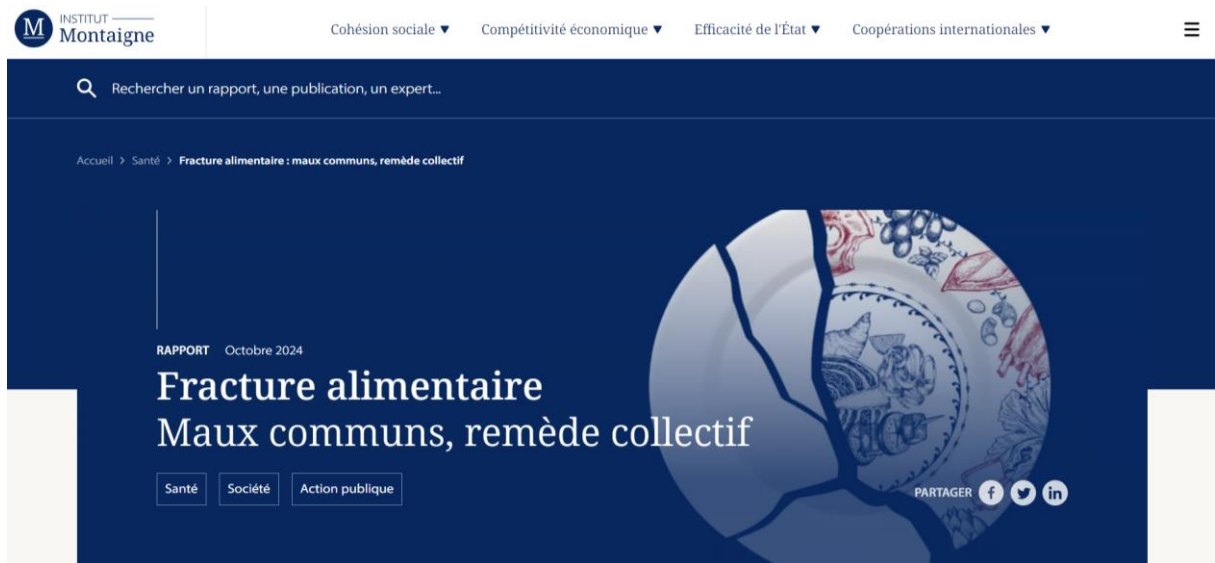 M
INSTITUT
Montaigne
Cohésion sociale ▼ Compétitivité économique ▼ Efficacité de l'État ▼ Coopérations internationales ▼
Rechercher un rapport, une publication, un expert...
Accueil > Santé > Fracture alimentaire : maux communs, remède collectif
RAPPORT Octobre 2024
Fracture alimentaire
Maux communs, remède collectif
Santé Société Action publique
PARTAGER